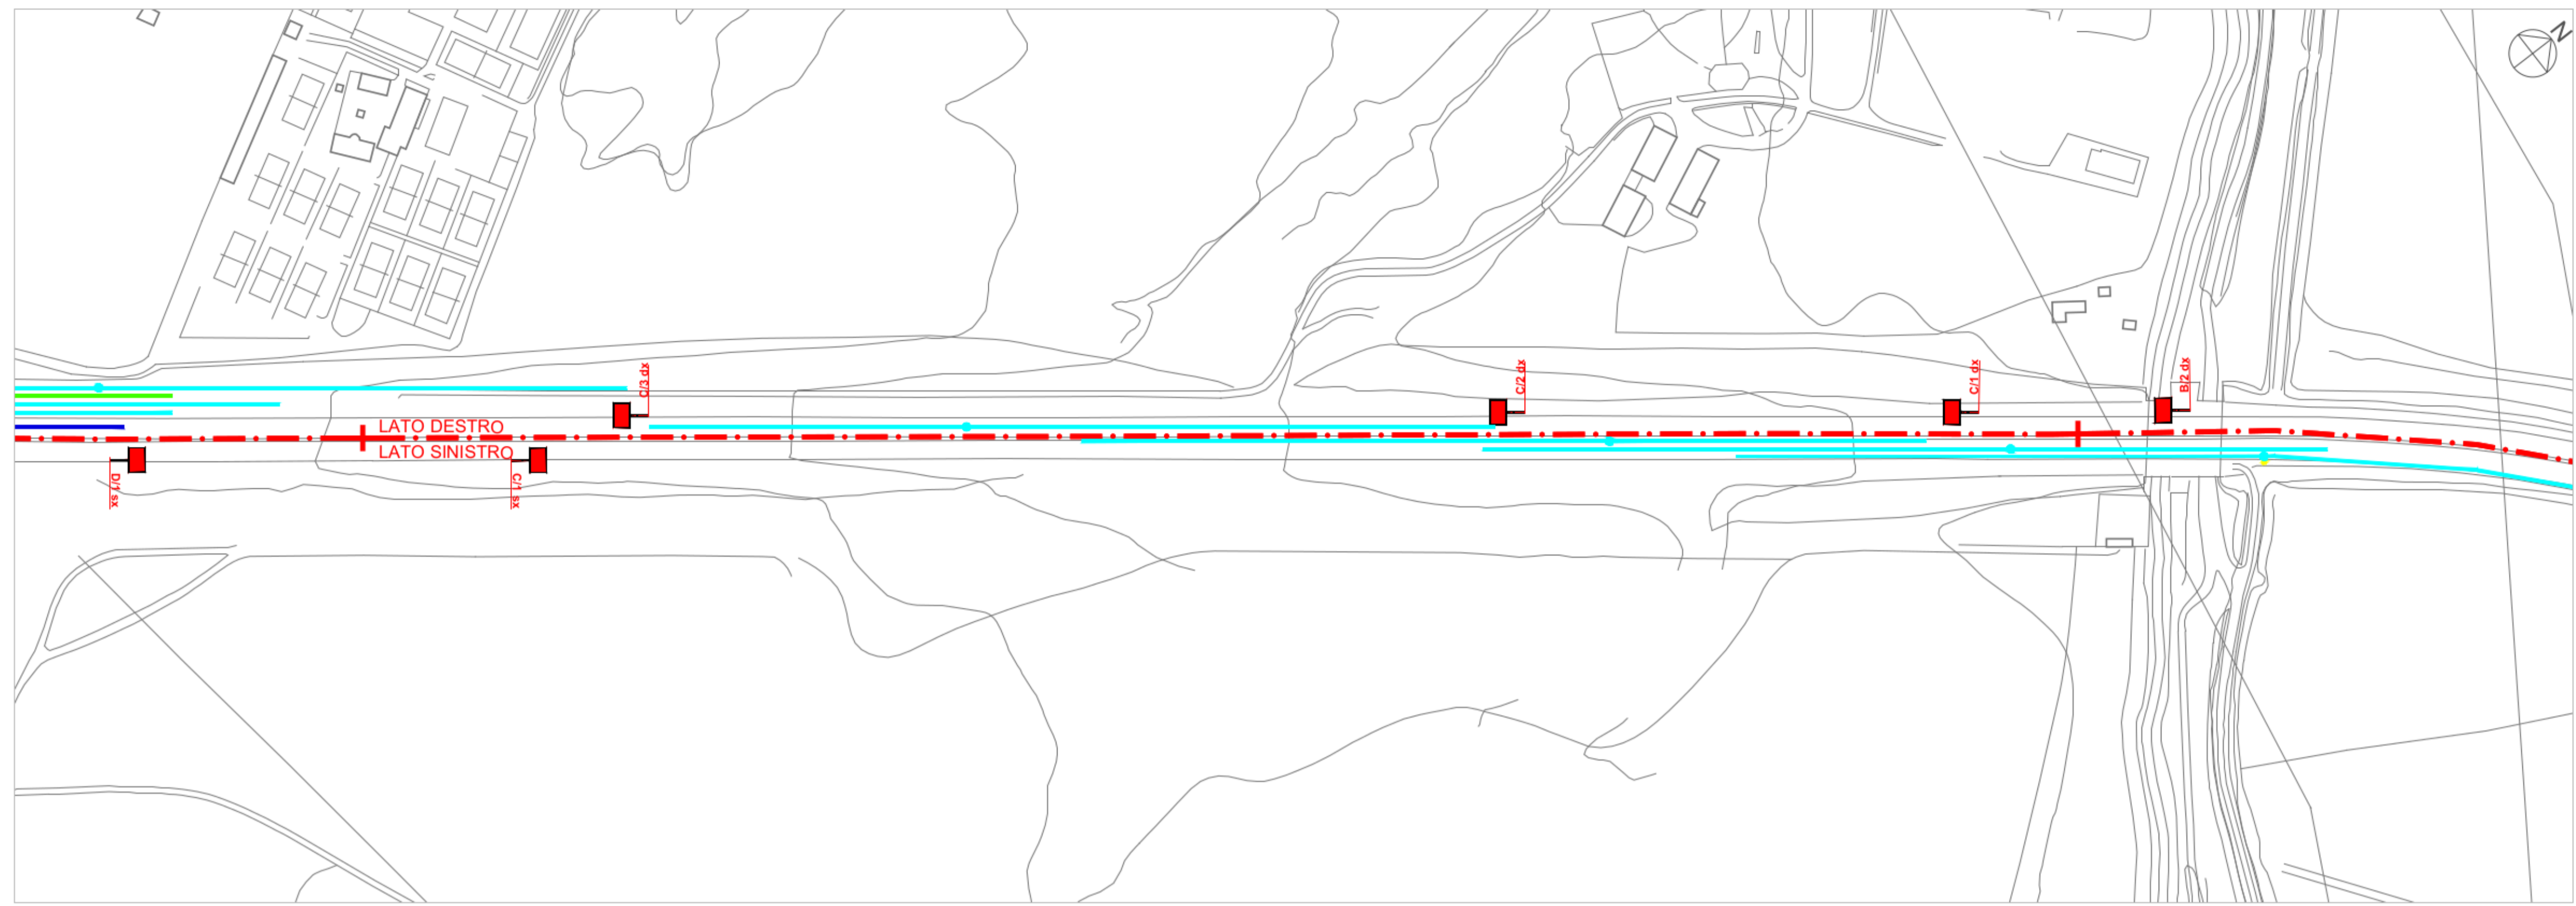 N
C/3 dx
C/2 dx
C/1 dx
B/2 dx
LATO DESTRO
LATO SINISTRO
D/1 sx
C/1 sx